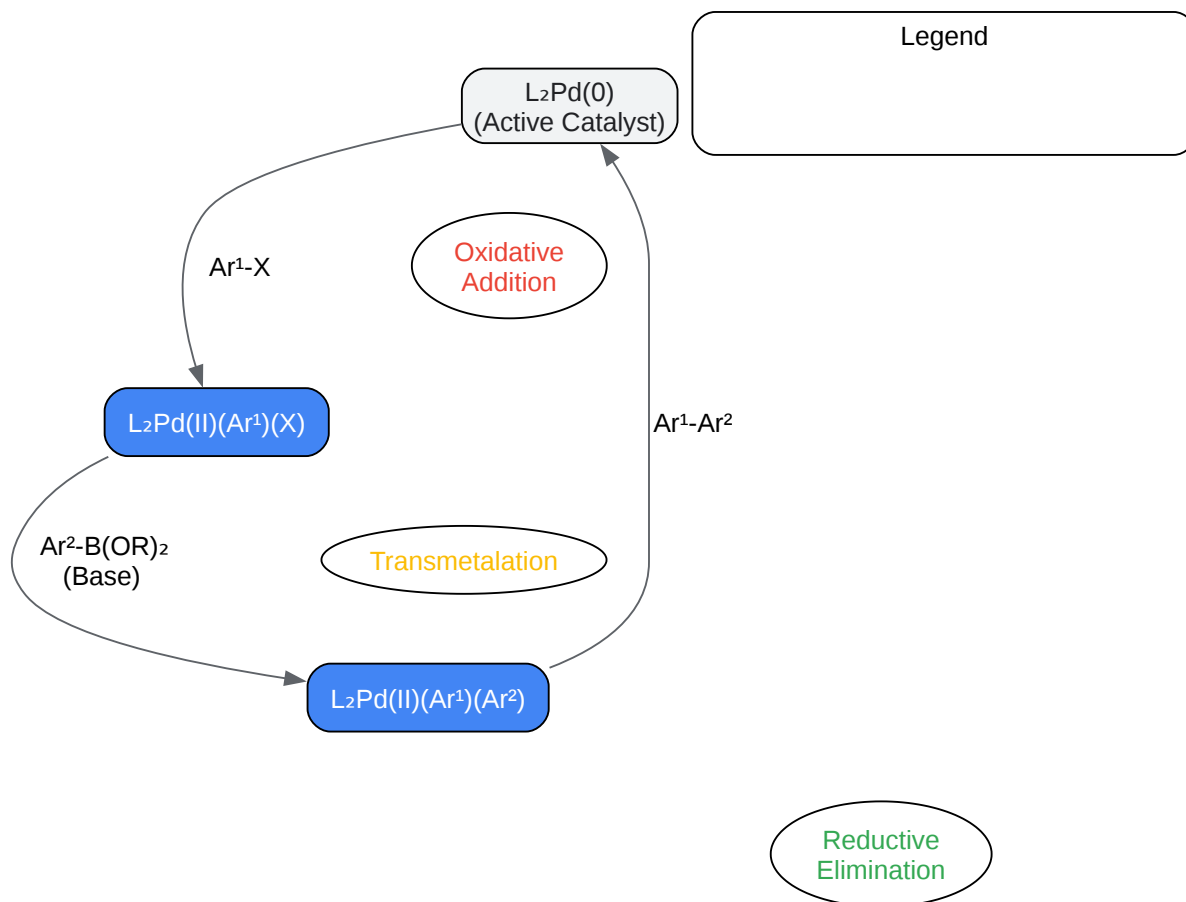 Legend
L₂Pd(0)
(Active Catalyst)
Oxidative
Addition
Ar¹-X
L₂Pd(II)(Ar¹)(X)
Ar¹-Ar²
Ar²-B(OR)₂
(Base)
Transmetalation
L₂Pd(II)(Ar¹)(Ar²)
Reductive
Elimination